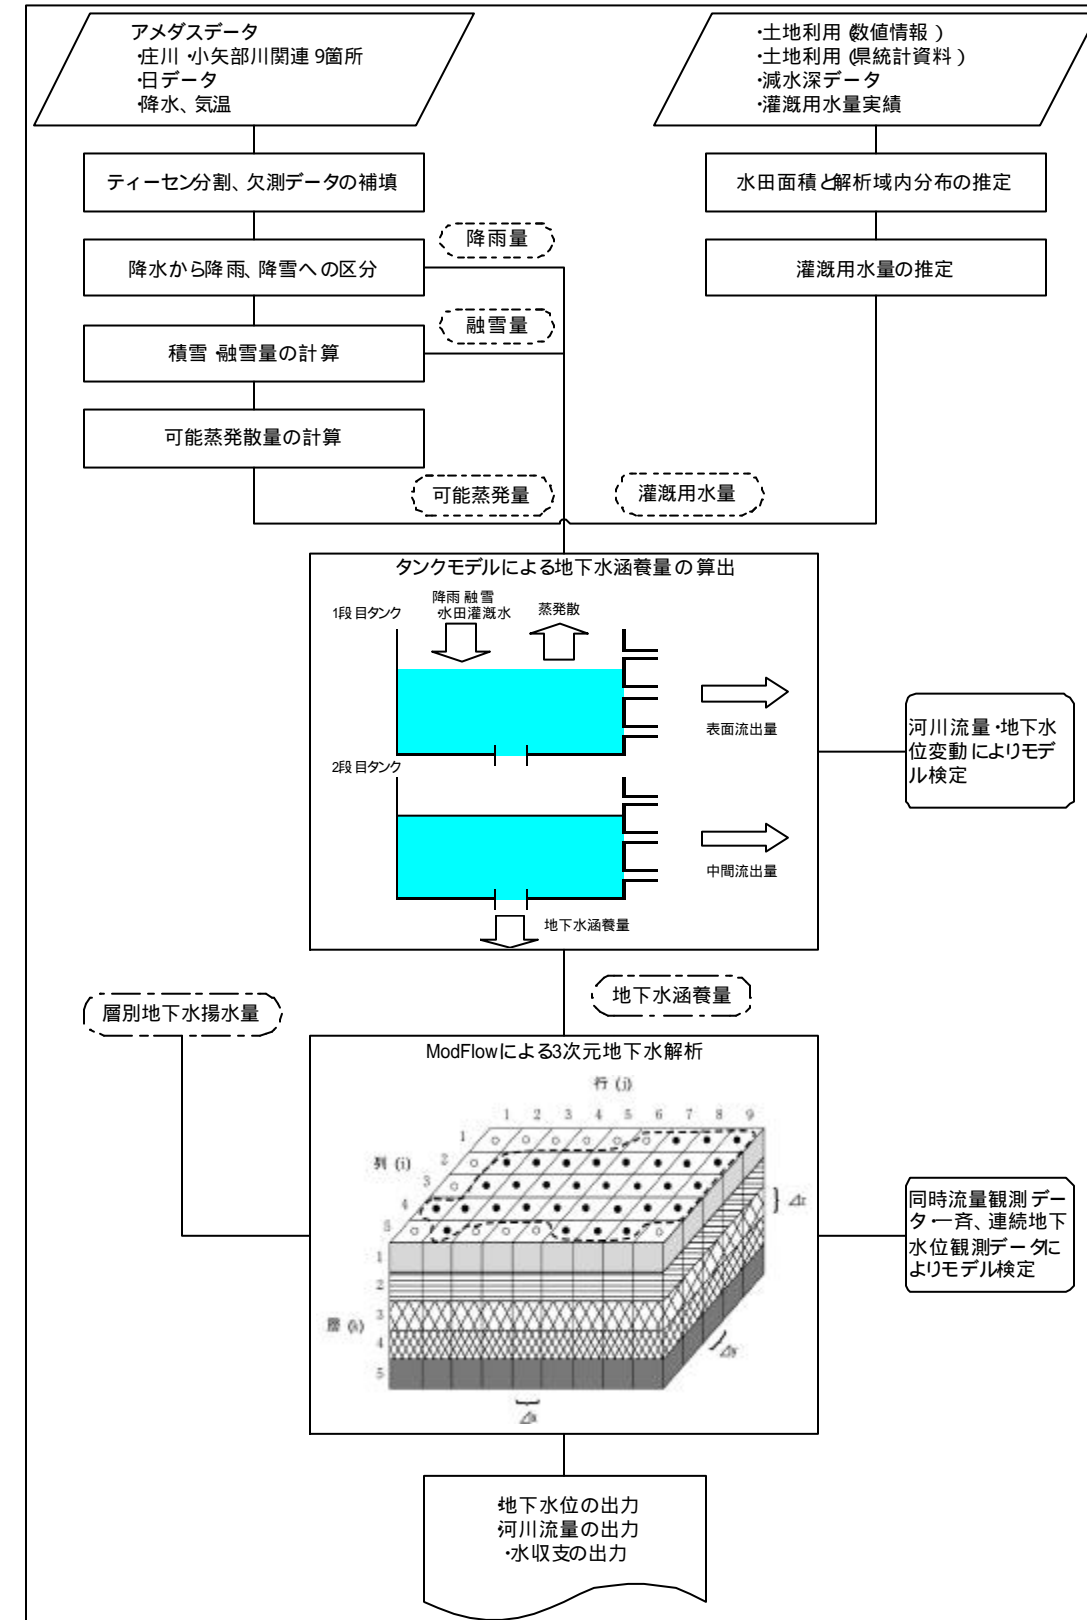 アメダスデータ
・庄川・小矢部川関連9箇所
・日データ
・降水、気温
・土地利用(数値情報)
・土地利用(県統計資料)
・減水深データ
・灌漑用水量実績
ティーセン分割、欠測データの補填
水田面積と解析域内分布の推定
降雨量
降水から降雨、降雪への区分
灌漑用水量の推定
融雪量
積雪・融雪量の計算
可能蒸発散量の計算
可能蒸発量
灌漑用水量
タンクモデルによる地下水涵養量の算出
降雨・融雪
・水田灌漑水
蒸発散
1段目タンク
表面流出量
河川流量・地下水
位変動によりモデ
ル検定
2段目タンク
中間流出量
地下水涵養量
地下水涵養量
層別地下水揚水量
ModFlowによる3次元地下水解析
行 (j)
1 2 3 4 5 6 7 8 9
列 (i)
1
2
3
4
5
Δz
同時流量観測デー
タ・一斉、連続地下
水位観測データに
よりモデル検定
層 (k)
1
2
3
4
5
Δy
Δx
・地下水位の出力
・河川流量の出力
・水収支の出力